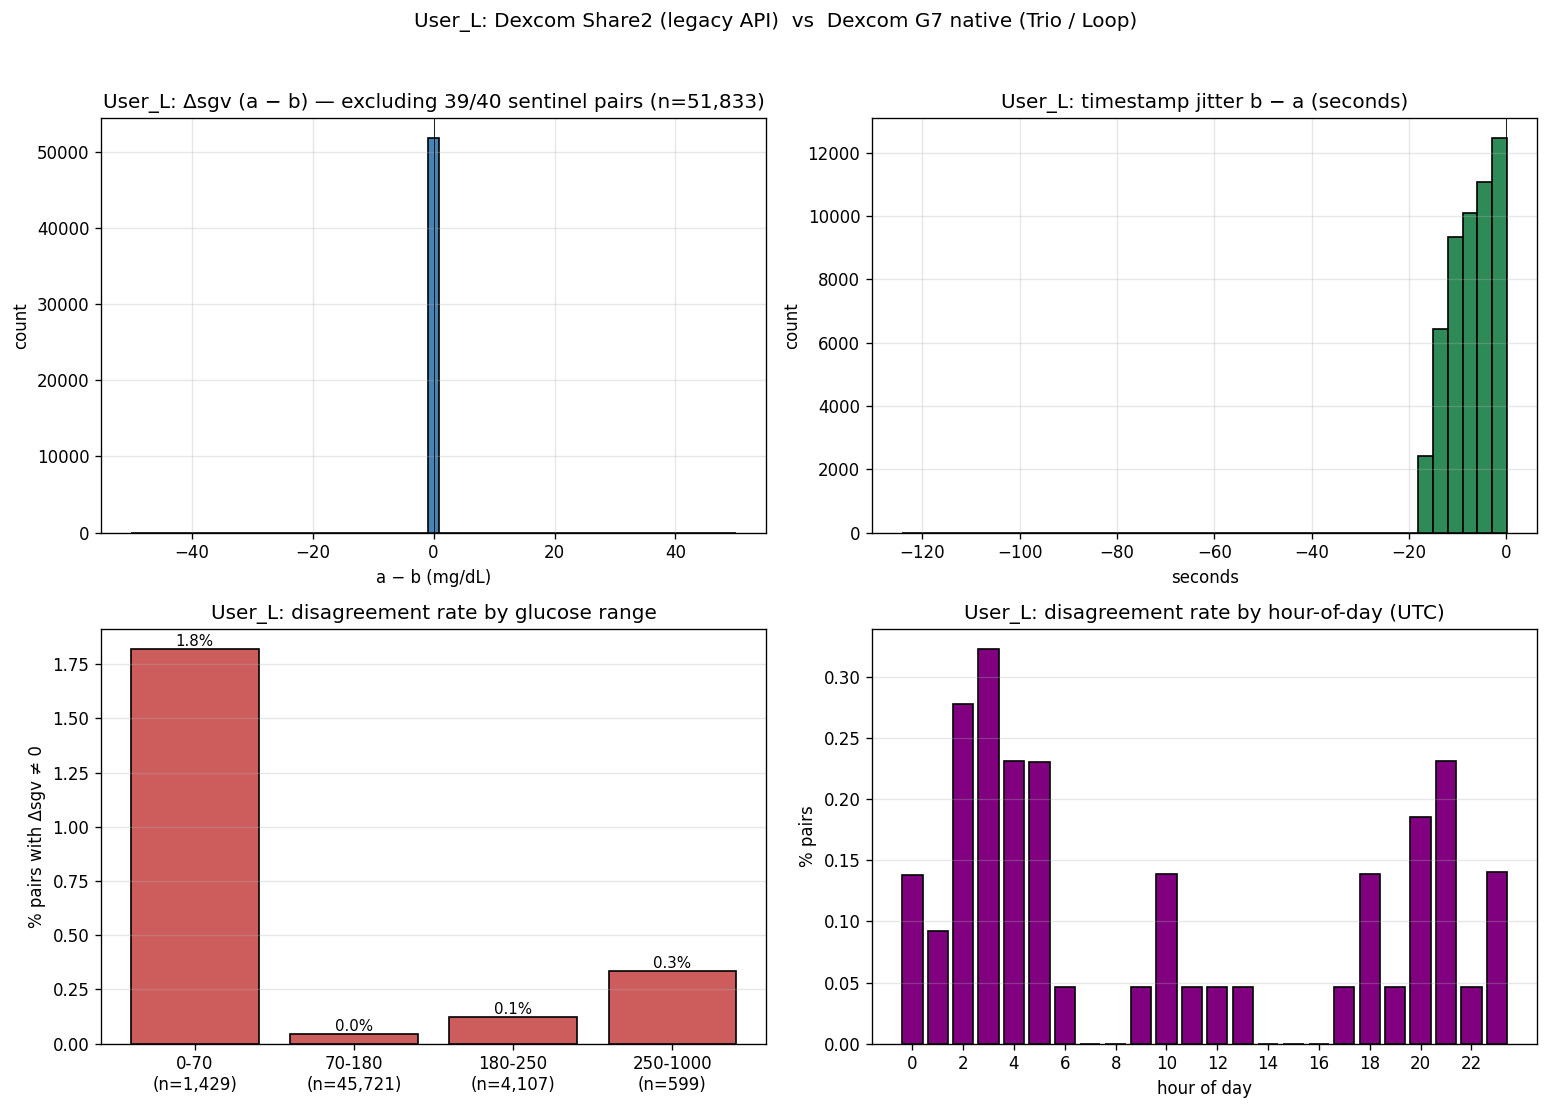 User_L: Dexcom Share2 (legacy API)  vs  Dexcom G7 native (Trio / Loop)
User_L: Δsgv (a − b) — excluding 39/40 sentinel pairs (n=51,833)
50000
40000
30000
20000
10000
0
count
−40 −20 0 20 40
a − b (mg/dL)
User_L: timestamp jitter b − a (seconds)
12000
10000
8000
6000
4000
2000
0
count
−120 −100 −80 −60 −40 −20 0
seconds
User_L: disagreement rate by glucose range
1.75
1.50
1.25
1.00
0.75
0.50
0.25
0.00
% pairs with Δsgv ≠ 0
1.8%
0.0%
0.1%
0.3%
0-70 70-180 180-250 250-1000
(n=1,429) (n=45,721) (n=4,107) (n=599)
User_L: disagreement rate by hour-of-day (UTC)
0.30
0.25
0.20
0.15
0.10
0.05
0.00
% pairs
0 2 4 6 8 10 12 14 16 18 20 22
hour of day